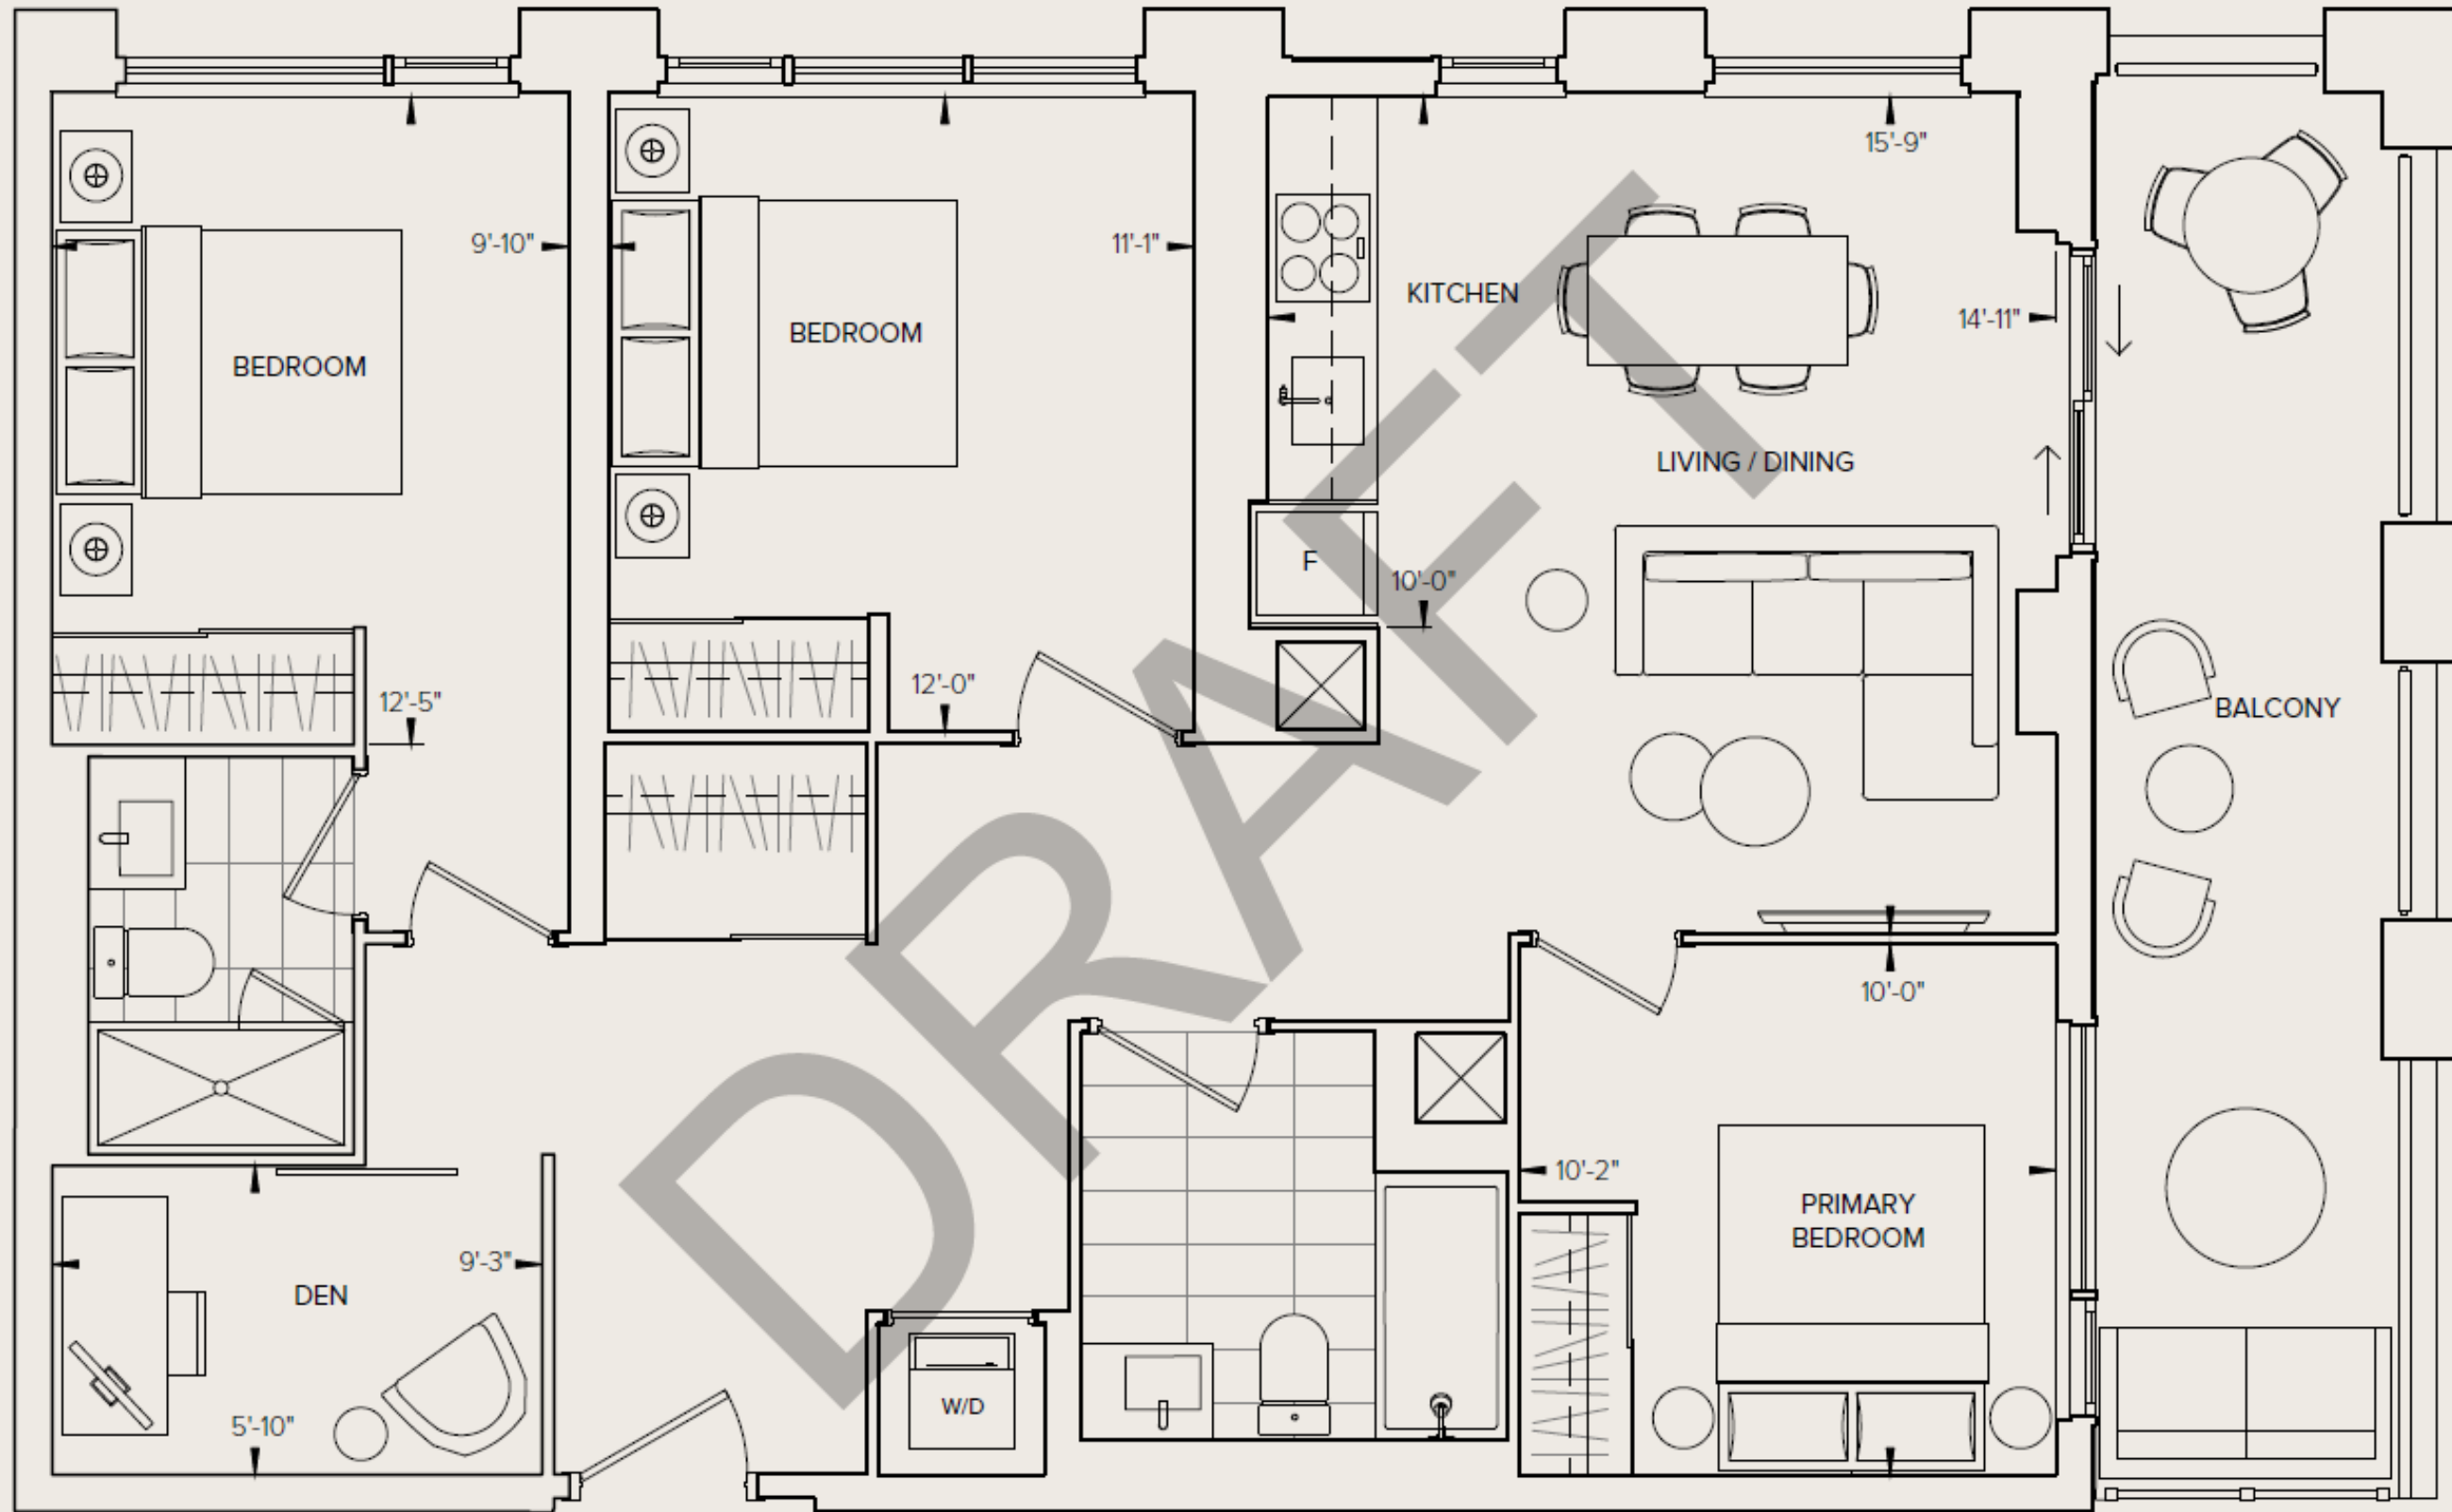 15'-9"
9'-10"
11'-1"
KITCHEN
14'-11"
BEDROOM
BEDROOM
LIVING / DINING
F
10'-0"
12'-5"
12'-0"
BALCONY
DRAFT
10'-0"
10'-2"
PRIMARY
BEDROOM
9'-3"
DEN
W/D
5'-10"